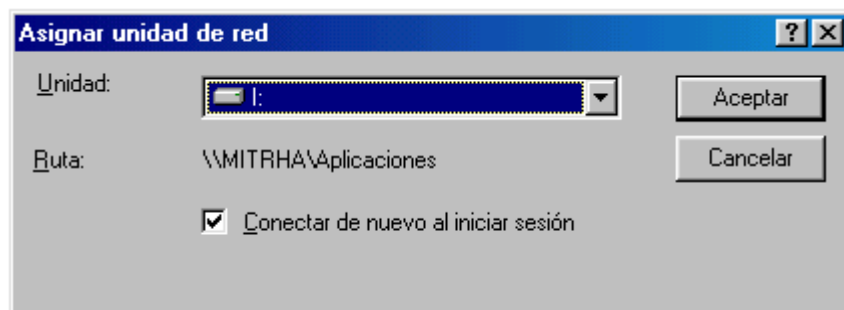 Asignar unidad de red
Unidad:
I:
Aceptar
Ruta:
\\MITRHA\Aplicaciones
Cancelar
Conectar de nuevo al iniciar sesión